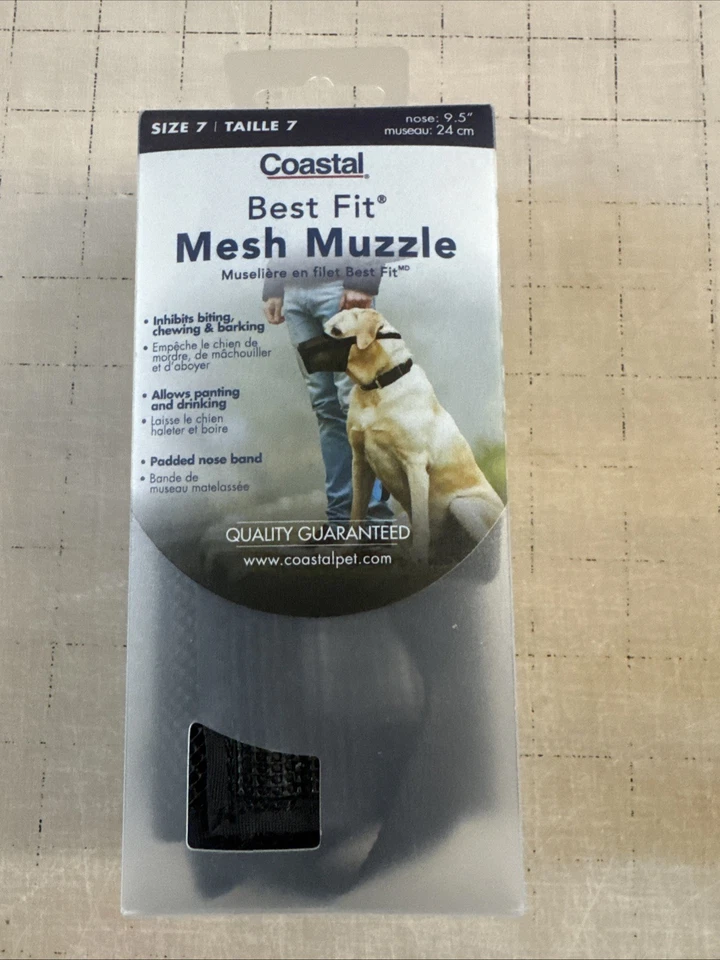 SIZE 7 | TAILLE 7
nose: 9.5"
museau: 24 cm
Coastal®
Best Fit®
Mesh Muzzle
Muselière en filet Best Fit MD
• Inhibits biting,
chewing & barking
• Empêche le chien de
mordre, de mâchouiller
et d'aboyer
• Allows panting
and drinking
• Laisse le chien
haleter et boire
• Padded nose band
• Bande de
museau matelassée
QUALITY GUARANTEED
www.coastalpet.com